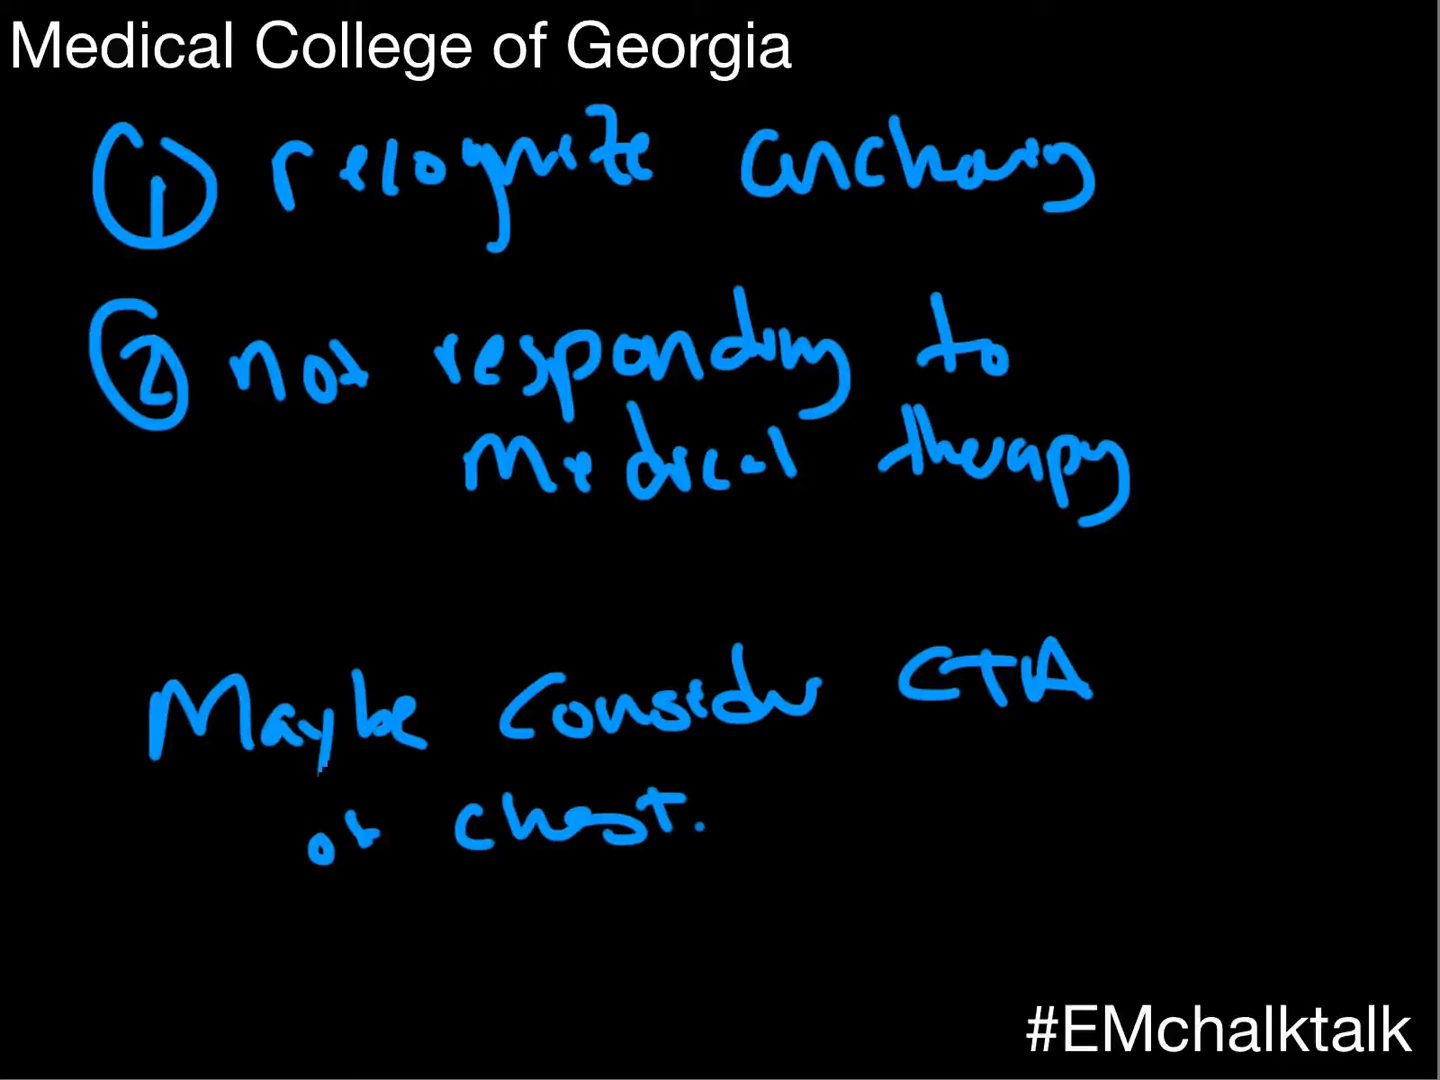 Medical College of Georgia
① recognize anchoring
② not responding to
Medical therapy
Maybe Consider CTA
of chest.
#EMchalktalk